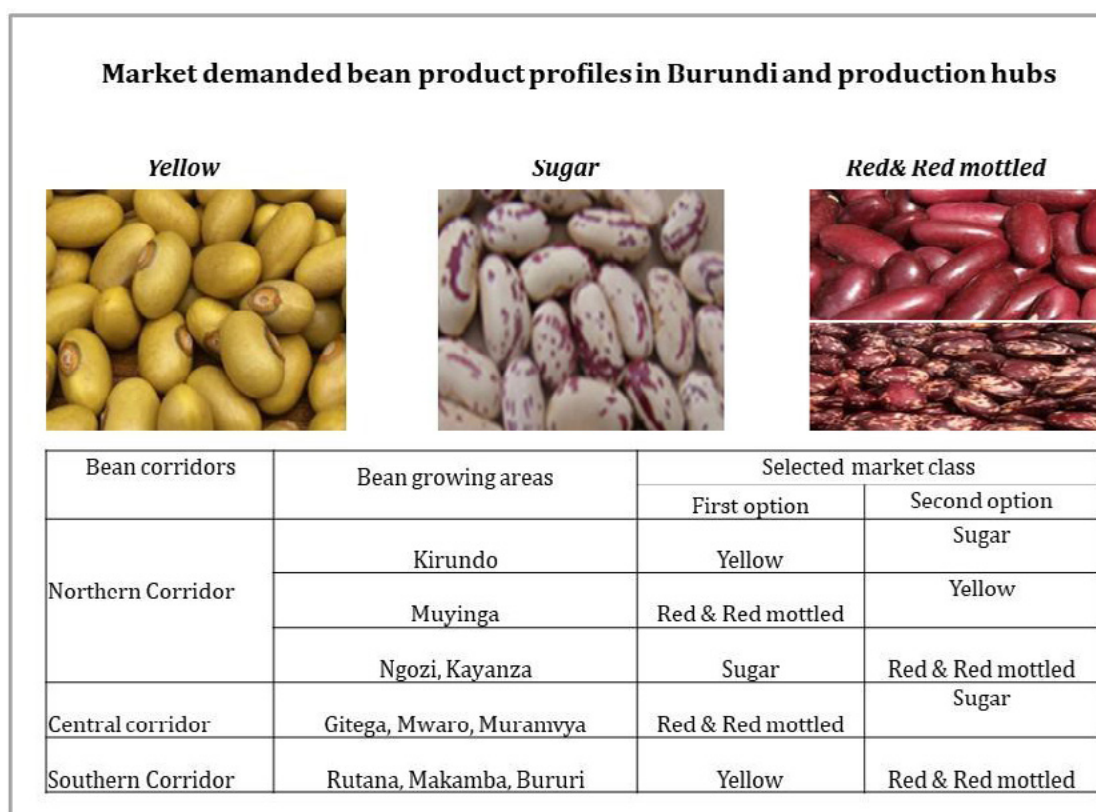 Market demanded bean product profiles in Burundi and production hubs
Yellow
Sugar
Red& Red mottled
Bean corridors
Bean growing areas
Selected market class
First option
Second option
Northern Corridor
Kirundo
Yellow
Sugar
Muyinga
Red & Red mottled
Yellow
Ngozi, Kayanza
Sugar
Red & Red mottled
Central corridor
Gitega, Mwaro, Muramvya
Red & Red mottled
Sugar
Southern Corridor
Rutana, Makamba, Bururi
Yellow
Red & Red mottled